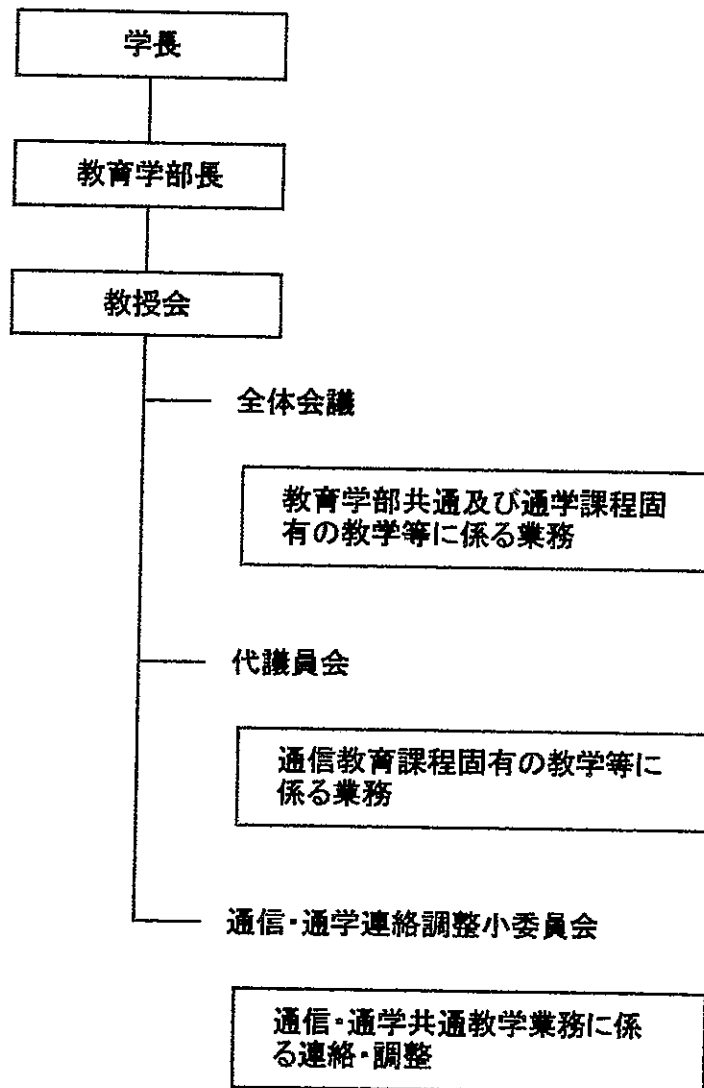 学長
教育学部長
教授会
全体会議
教育学部共通及び通学課程固
有の教学等に係る業務
代議員会
通信教育課程固有の教学等に
係る業務
通信・通学連絡調整小委員会
通信・通学共通教学業務に係
る連絡・調整